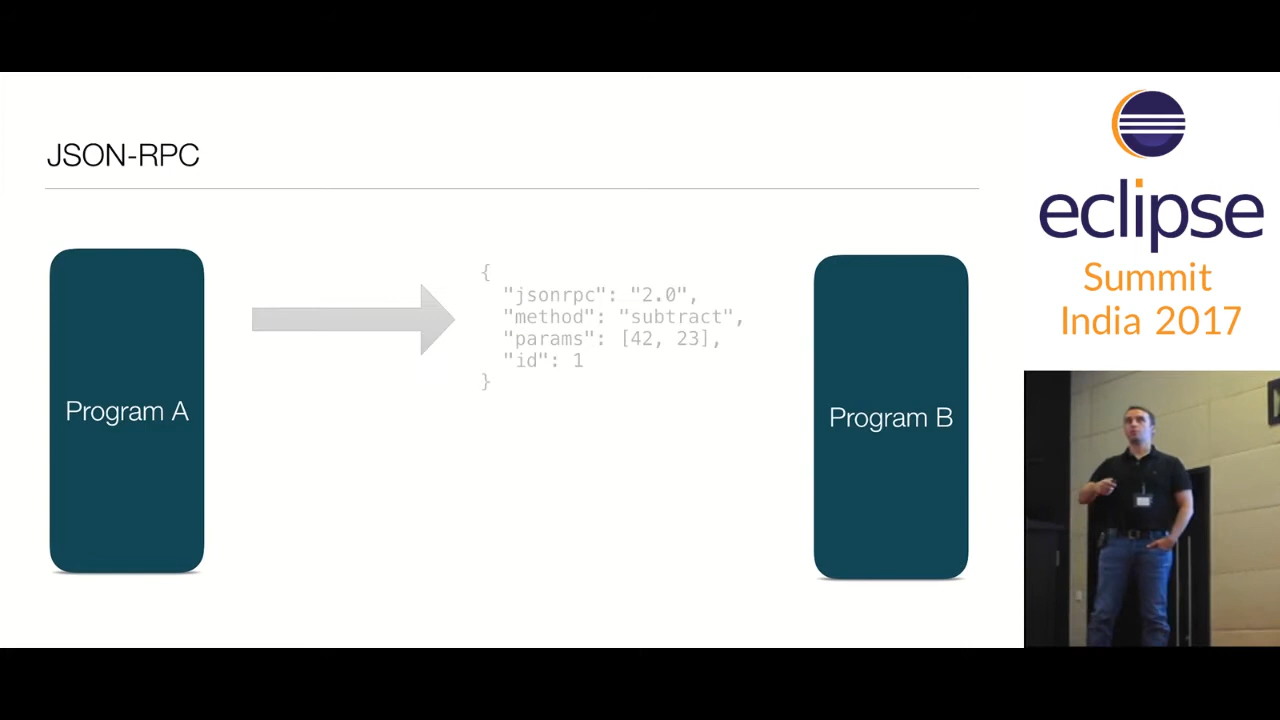 JSON-RPC
Program A
{
"jsonrpc": "2.0",
"method": "subtract",
"params": [42, 23],
"id": 1
}
Program B
eclipse
Summit
India 2017